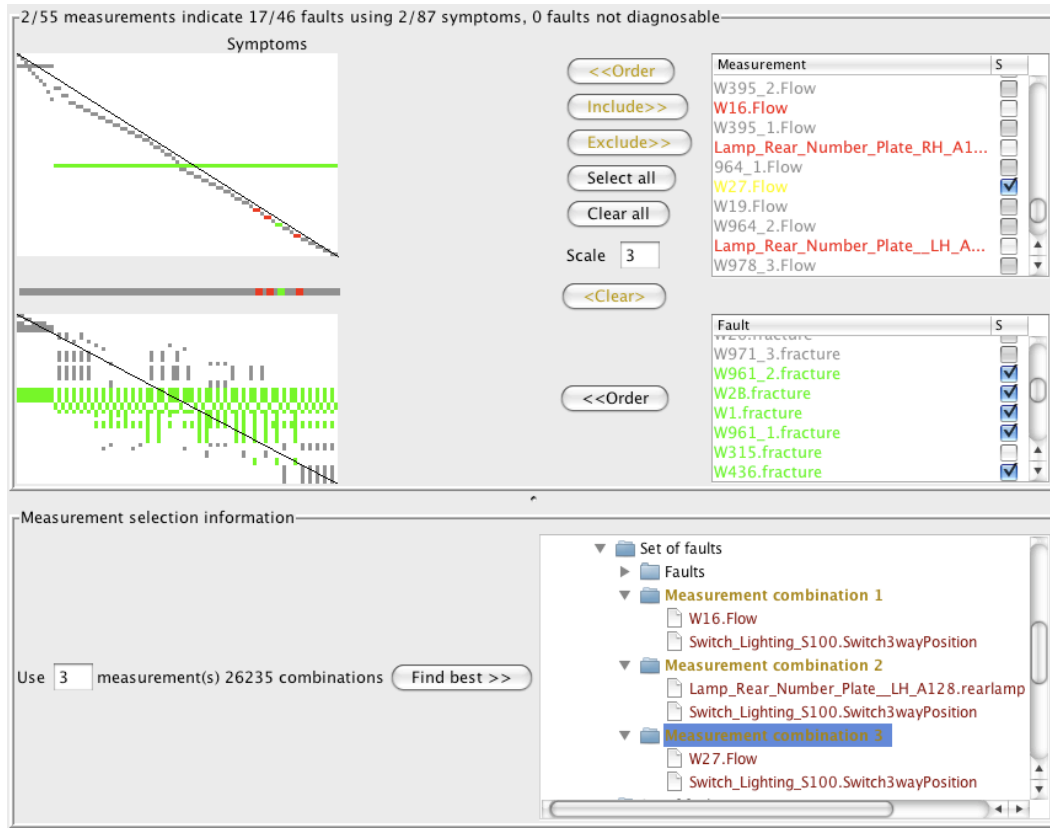 2/55 measurements indicate 17/46 faults using 2/87 symptoms, 0 faults not diagnosable
Symptoms
<<Order
Include>>
Exclude>>
Select all
Clear all
Scale 3
<Clear>
<<Order
Measurement S
W395_2.Flow
W16.Flow
W395_1.Flow
Lamp_Rear_Number_Plate_RH_A1...
964_1.Flow
W27.Flow
W19.Flow
W964_2.Flow
Lamp_Rear_Number_Plate__LH_A...
W978_3.Flow
Fault S
W971_3.fracture
W961_2.fracture
W2B.fracture
W1.fracture
W961_1.fracture
W315.fracture
W436.fracture
Measurement selection information
Use 3 measurement(s) 26235 combinations Find best >>
Set of faults
Faults
Measurement combination 1
W16.Flow
Switch_Lighting_S100.Switch3wayPosition
Measurement combination 2
Lamp_Rear_Number_Plate__LH_A128.rearlamp
Switch_Lighting_S100.Switch3wayPosition
Measurement combination 3
W27.Flow
Switch_Lighting_S100.Switch3wayPosition